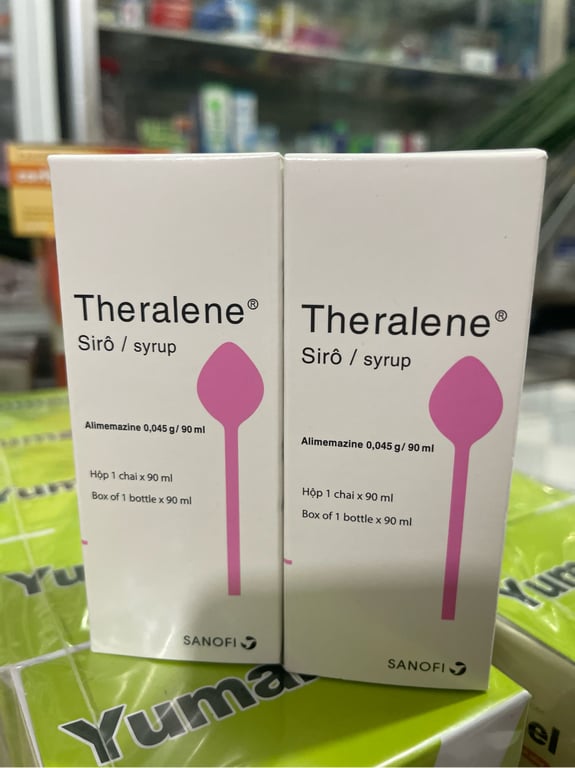 Theralene®
Sirô / syrup
Alimemazine 0,045 g/ 90 ml
Hộp 1 chai x 90 ml
Box of 1 bottle x 90 ml
SANOFI
Theralene®
Sirô / syrup
Alimemazine 0,045 g/ 90 ml
Hộp 1 chai x 90 ml
Box of 1 bottle x 90 ml
SANOFI